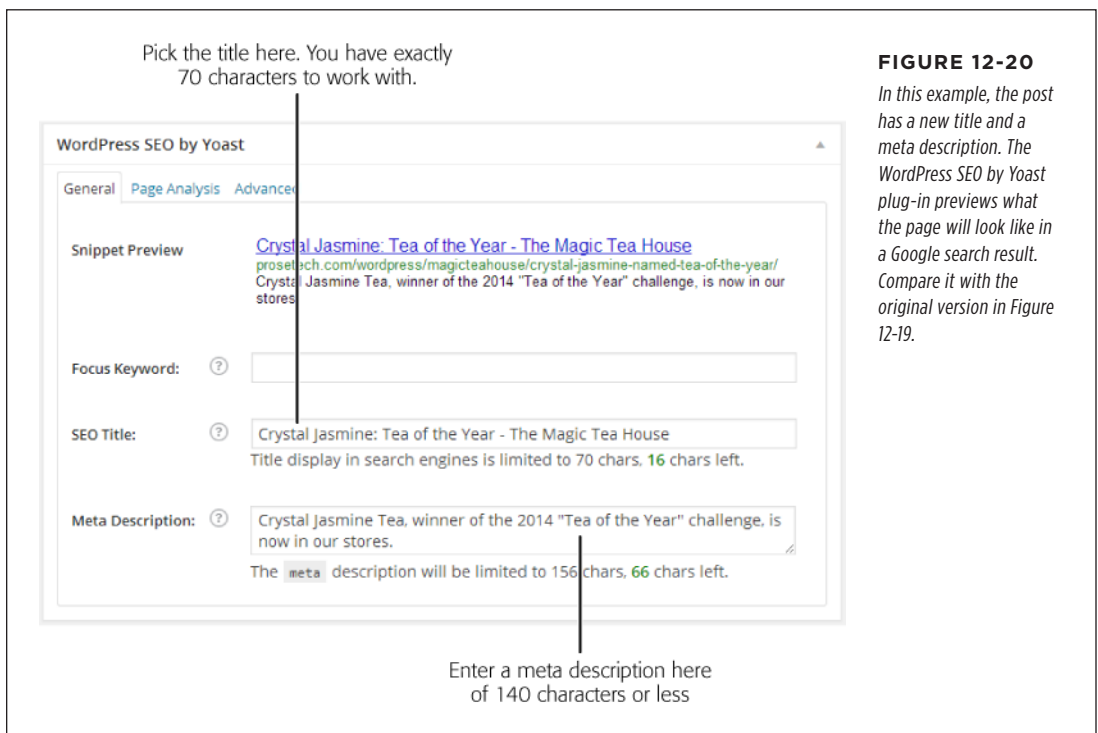 Pick the title here. You have exactly
70 characters to work with.
WordPress SEO by Yoast
General Page Analysis Advanced
Snippet Preview
Crystal Jasmine: Tea of the Year - The Magic Tea House
prosetech.com/wordpress/magicteahouse/crystal-jasmine-named-tea-of-the-year/
Crystal Jasmine Tea, winner of the 2014 "Tea of the Year" challenge, is now in our
stores.
Focus Keyword: ?
SEO Title: ? Crystal Jasmine: Tea of the Year - The Magic Tea House
Title display in search engines is limited to 70 chars, 16 chars left.
Meta Description: ? Crystal Jasmine Tea, winner of the 2014 "Tea of the Year" challenge, is
now in our stores.
The meta description will be limited to 156 chars, 66 chars left.
Enter a meta description here
of 140 characters or less
FIGURE 12-20
In this example, the post
has a new title and a
meta description. The
WordPress SEO by Yoast
plug-in previews what
the page will look like in
a Google search result.
Compare it with the
original version in Figure
12-19.